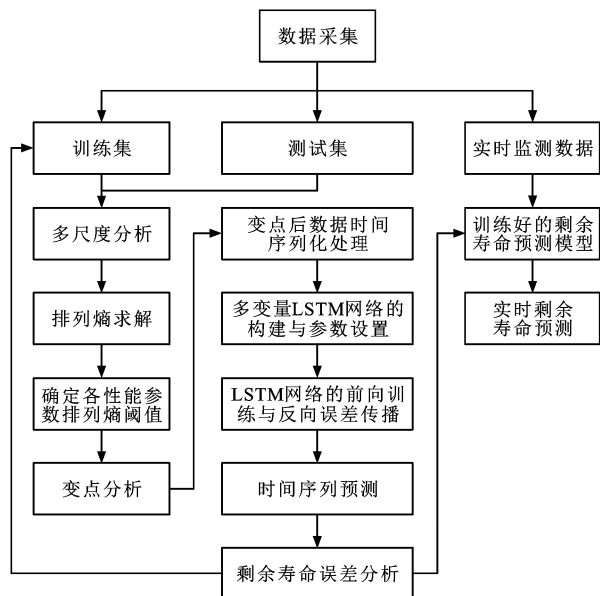 数据采集
训练集
测试集
实时监测数据
多尺度分析
变点后数据时间
序列化处理
训练好的剩余
寿命预测模型
排列熵求解
多变量LSTM网络的
构建与参数设置
实时剩余
寿命预测
确定各性能参
数排列熵阈值
LSTM网络的前向训
练与反向误差传播
变点分析
时间序列预测
剩余寿命误差分析